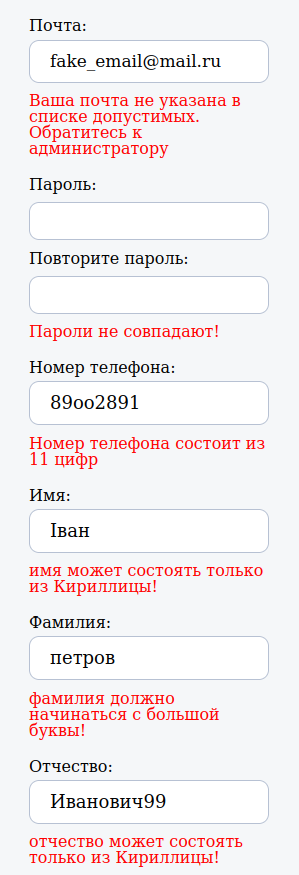 Почта:
fake_email@mail.ru
Ваша почта не указана в
списке допустимых.
Обратитесь к
администратору
Пароль:
Повторите пароль:
Пароли не совпадают!
Номер телефона:
89оо2891
Номер телефона состоит из
11 цифр
Имя:
Iван
имя может состоять только
из Кириллицы!
Фамилия:
петров
фамилия должно
начинаться с большой
буквы!
Отчество:
Иванович99
отчество может состоять
только из Кириллицы!